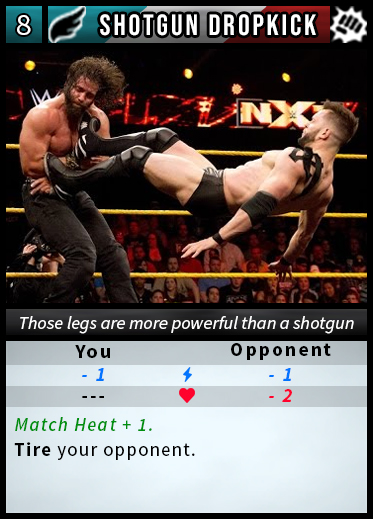 8 SHOTGUN DROPKICK
NXT
Those legs are more powerful than a shotgun
You Opponent
- 1 - 1
--- - 2
Match Heat + 1.
Tire your opponent.